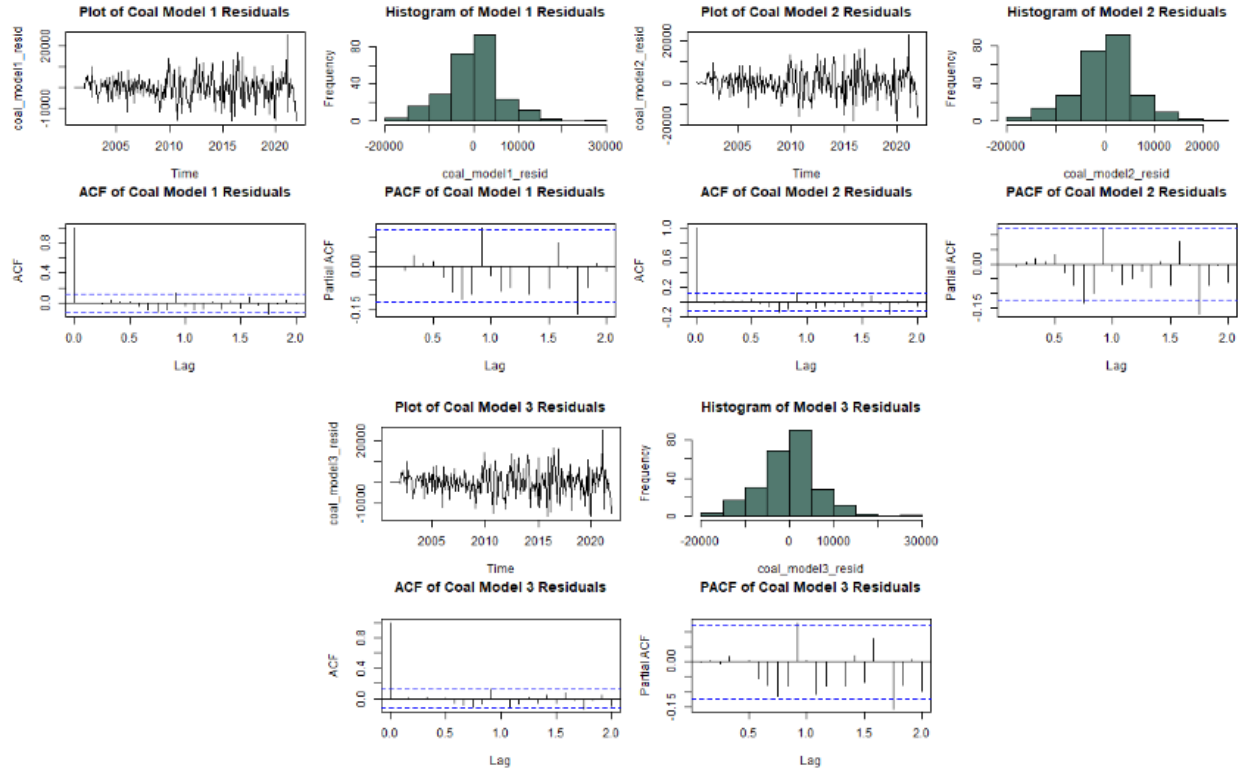 Plot of Coal Model 1 Residuals
coal_model1_resid
-10000
20000
2005 2010 2015 2020
Time
Histogram of Model 1 Residuals
Frequency
0 40 80
-20000 0 10000 30000
coal_model1_resid
Plot of Coal Model 2 Residuals
coal_model2_resid
-20000 0 20000
2005 2010 2015 2020
Time
Histogram of Model 2 Residuals
Frequency
0 40 80
-20000 0 10000 20000
coal_model2_resid
ACF of Coal Model 1 Residuals
ACF
0.0 0.4 0.8
0.0 0.5 1.0 1.5 2.0
Lag
PACF of Coal Model 1 Residuals
Partial ACF
-0.15 0.00
0.5 1.0 1.5 2.0
Lag
ACF of Coal Model 2 Residuals
ACF
-0.2 0.2 0.6 1.0
0.0 0.5 1.0 1.5 2.0
Lag
PACF of Coal Model 2 Residuals
Partial ACF
-0.15 0.00
0.5 1.0 1.5 2.0
Lag
Plot of Coal Model 3 Residuals
coal_model3_resid
-10000
20000
2005 2010 2015 2020
Time
Histogram of Model 3 Residuals
Frequency
0 40 80
-20000 0 10000 30000
coal_model3_resid
ACF of Coal Model 3 Residuals
ACF
0.0 0.4 0.8
0.0 0.5 1.0 1.5 2.0
Lag
PACF of Coal Model 3 Residuals
Partial ACF
-0.15 0.00
0.5 1.0 1.5 2.0
Lag